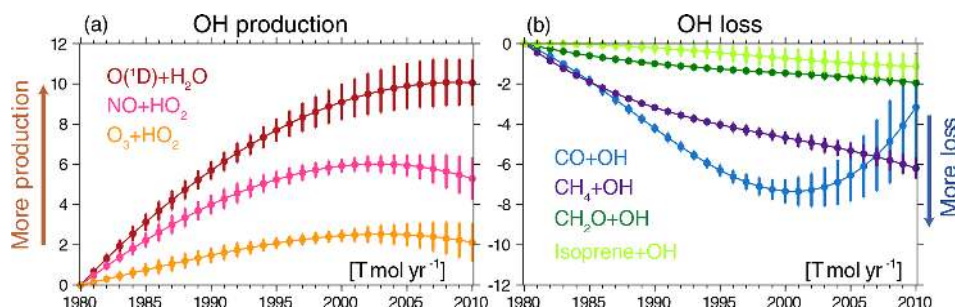 (a) OH production
12
10
8
6
4
2
0
More production
O(¹D)+H₂O
NO+HO₂
O₃+HO₂
[Tmol yr⁻¹]
1980 1985 1990 1995 2000 2005 2010
(b) OH loss
0
-2
-4
-6
-8
-10
-12
More loss
CO+OH
CH₄+OH
CH₂O+OH
Isoprene+OH
[Tmol yr⁻¹]
1980 1985 1990 1995 2000 2005 2010